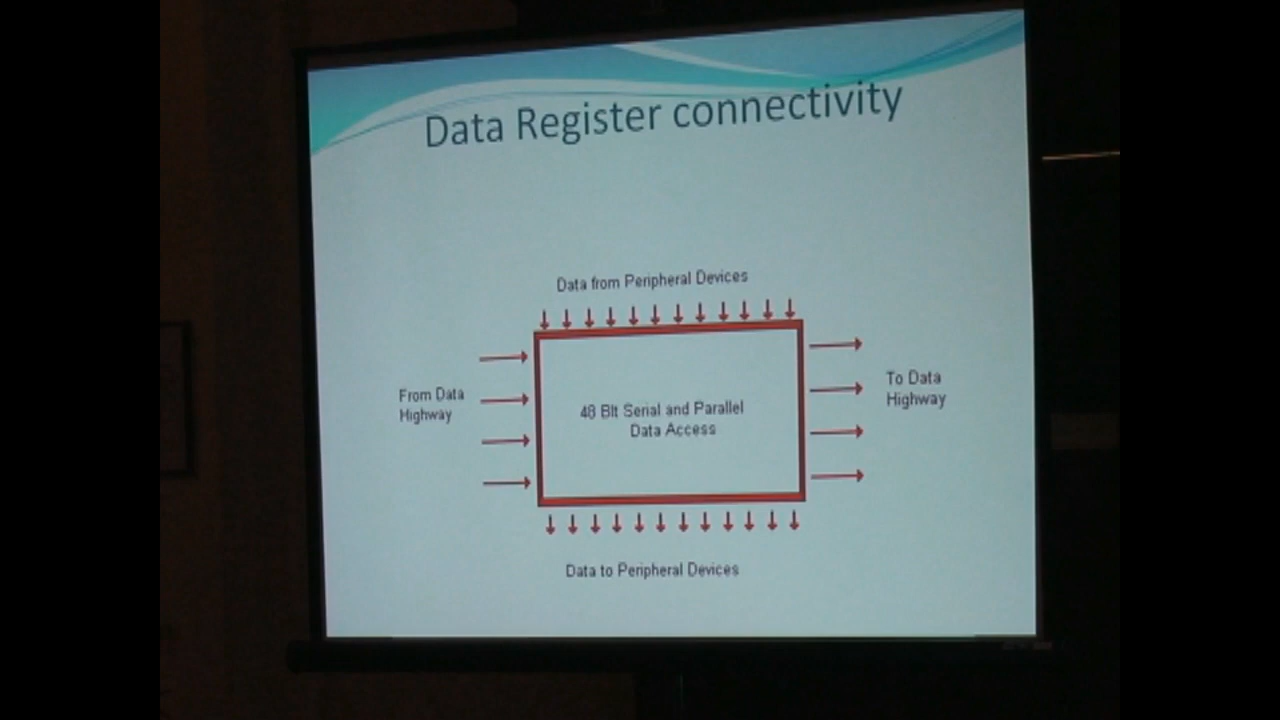 Data Register connectivity
Data from Peripheral Devices
From Data
Highway
48 Bit Serial and Parallel
Data Access
To Data
Highway
Data to Peripheral Devices